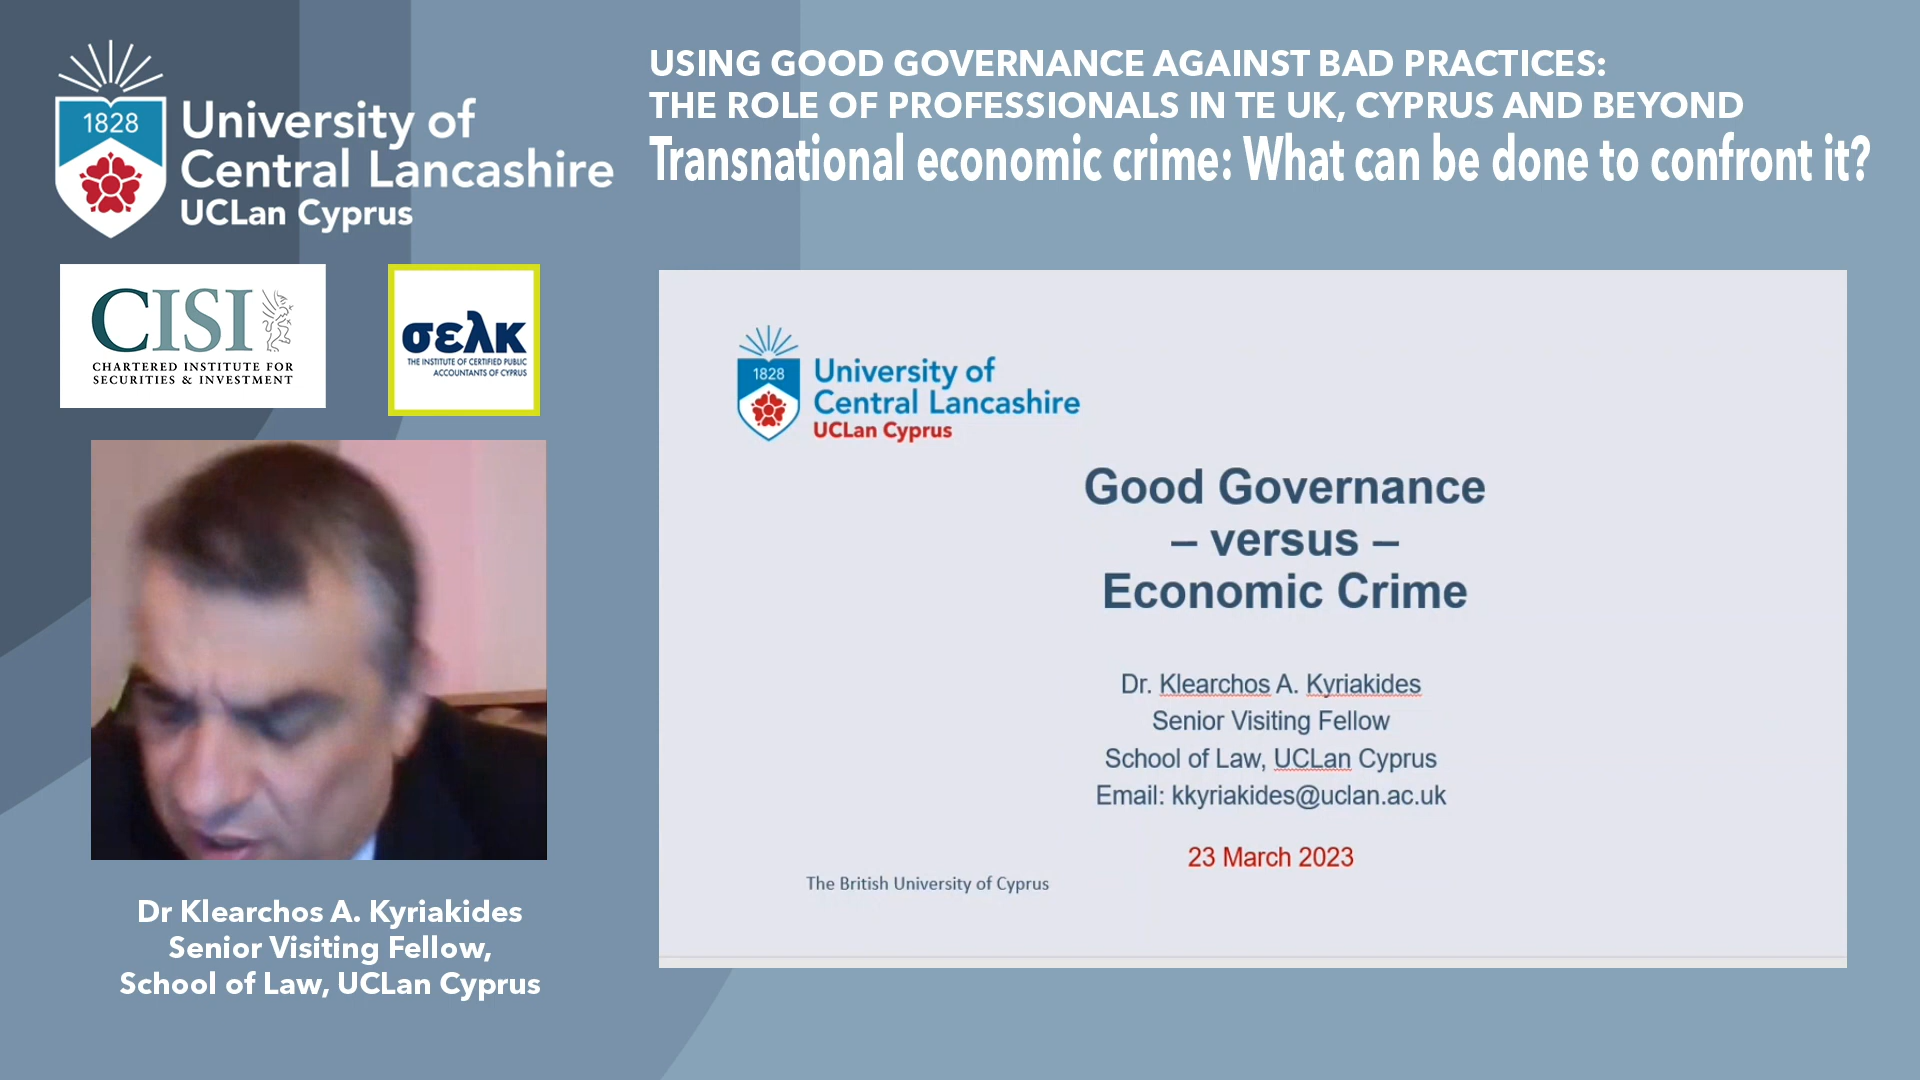 1828
University of
Central Lancashire
UCLan Cyprus
USING GOOD GOVERNANCE AGAINST BAD PRACTICES:
THE ROLE OF PROFESSIONALS IN TE UK, CYPRUS AND BEYOND
Transnational economic crime: What can be done to confront it?
CISI
CHARTERED INSTITUTE FOR
SECURITIES & INVESTMENT
σελκ
THE INSTITUTE OF CERTIFIED PUBLIC
ACCOUNTANTS OF CYPRUS
Dr Klearchos A. Kyriakides
Senior Visiting Fellow,
School of Law, UCLan Cyprus
1828
University of
Central Lancashire
UCLan Cyprus
Good Governance
– versus –
Economic Crime
Dr. Klearchos A. Kyriakides
Senior Visiting Fellow
School of Law, UCLan Cyprus
Email: kkyriakides@uclan.ac.uk
23 March 2023
The British University of Cyprus